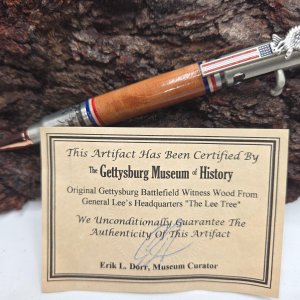 This Artifact Has Been Certified By
The Gettysburg Museum of History
Original Gettysburg Battlefield Witness Wood From
General Lee's Headquarters "The Lee Tree"
We Unconditionally Guarantee The
Authenticity Of This Artifact
Erik L. Dorr, Museum Curator